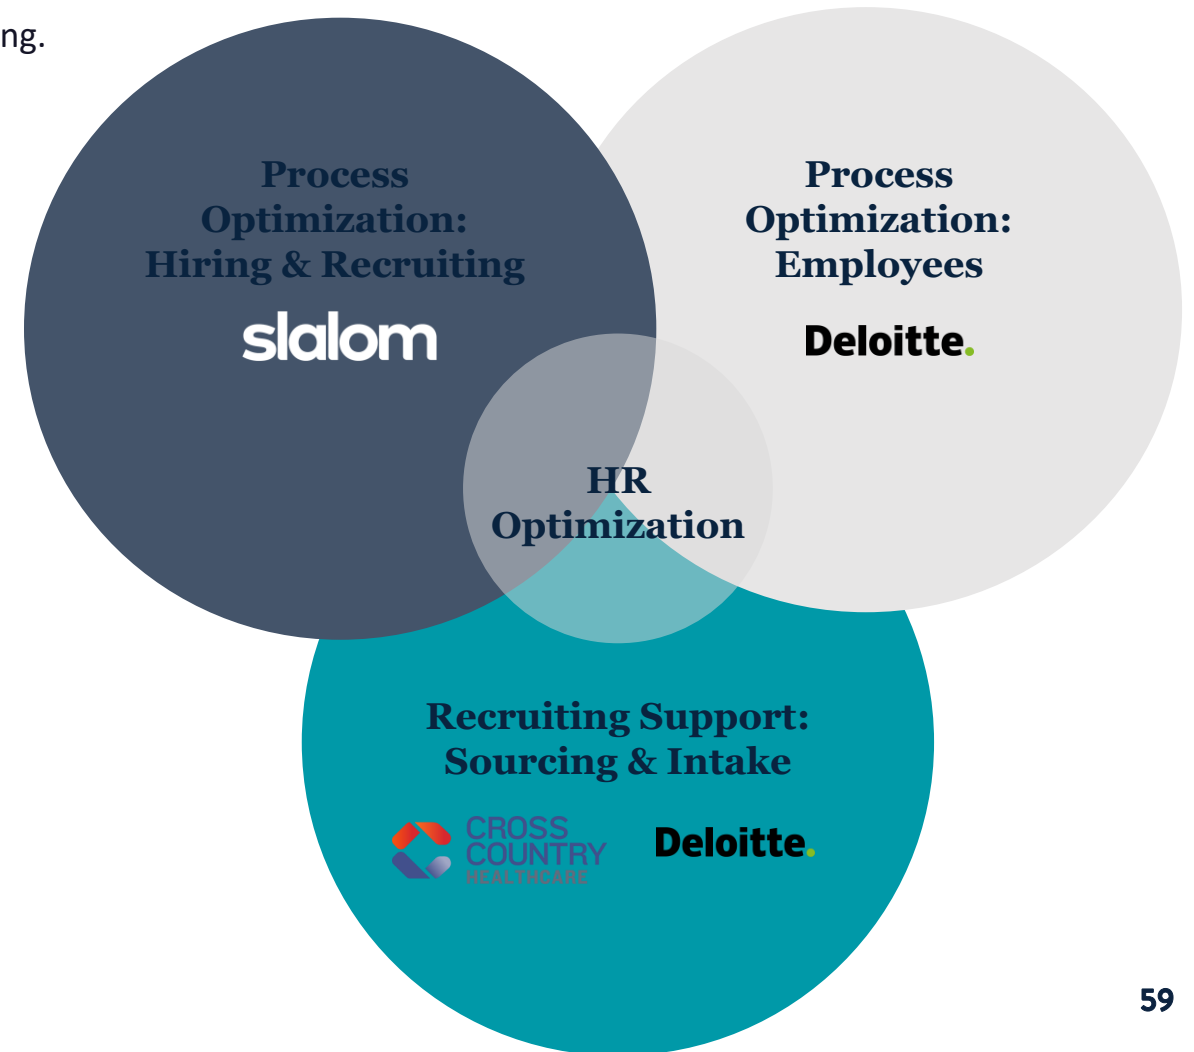 ng.
Process
Optimization:
Hiring & Recruiting
slalom
Process
Optimization:
Employees
Deloitte.
HR
Optimization
Recruiting Support:
Sourcing & Intake
CROSS
COUNTRY
HEALTHCARE
Deloitte.
59